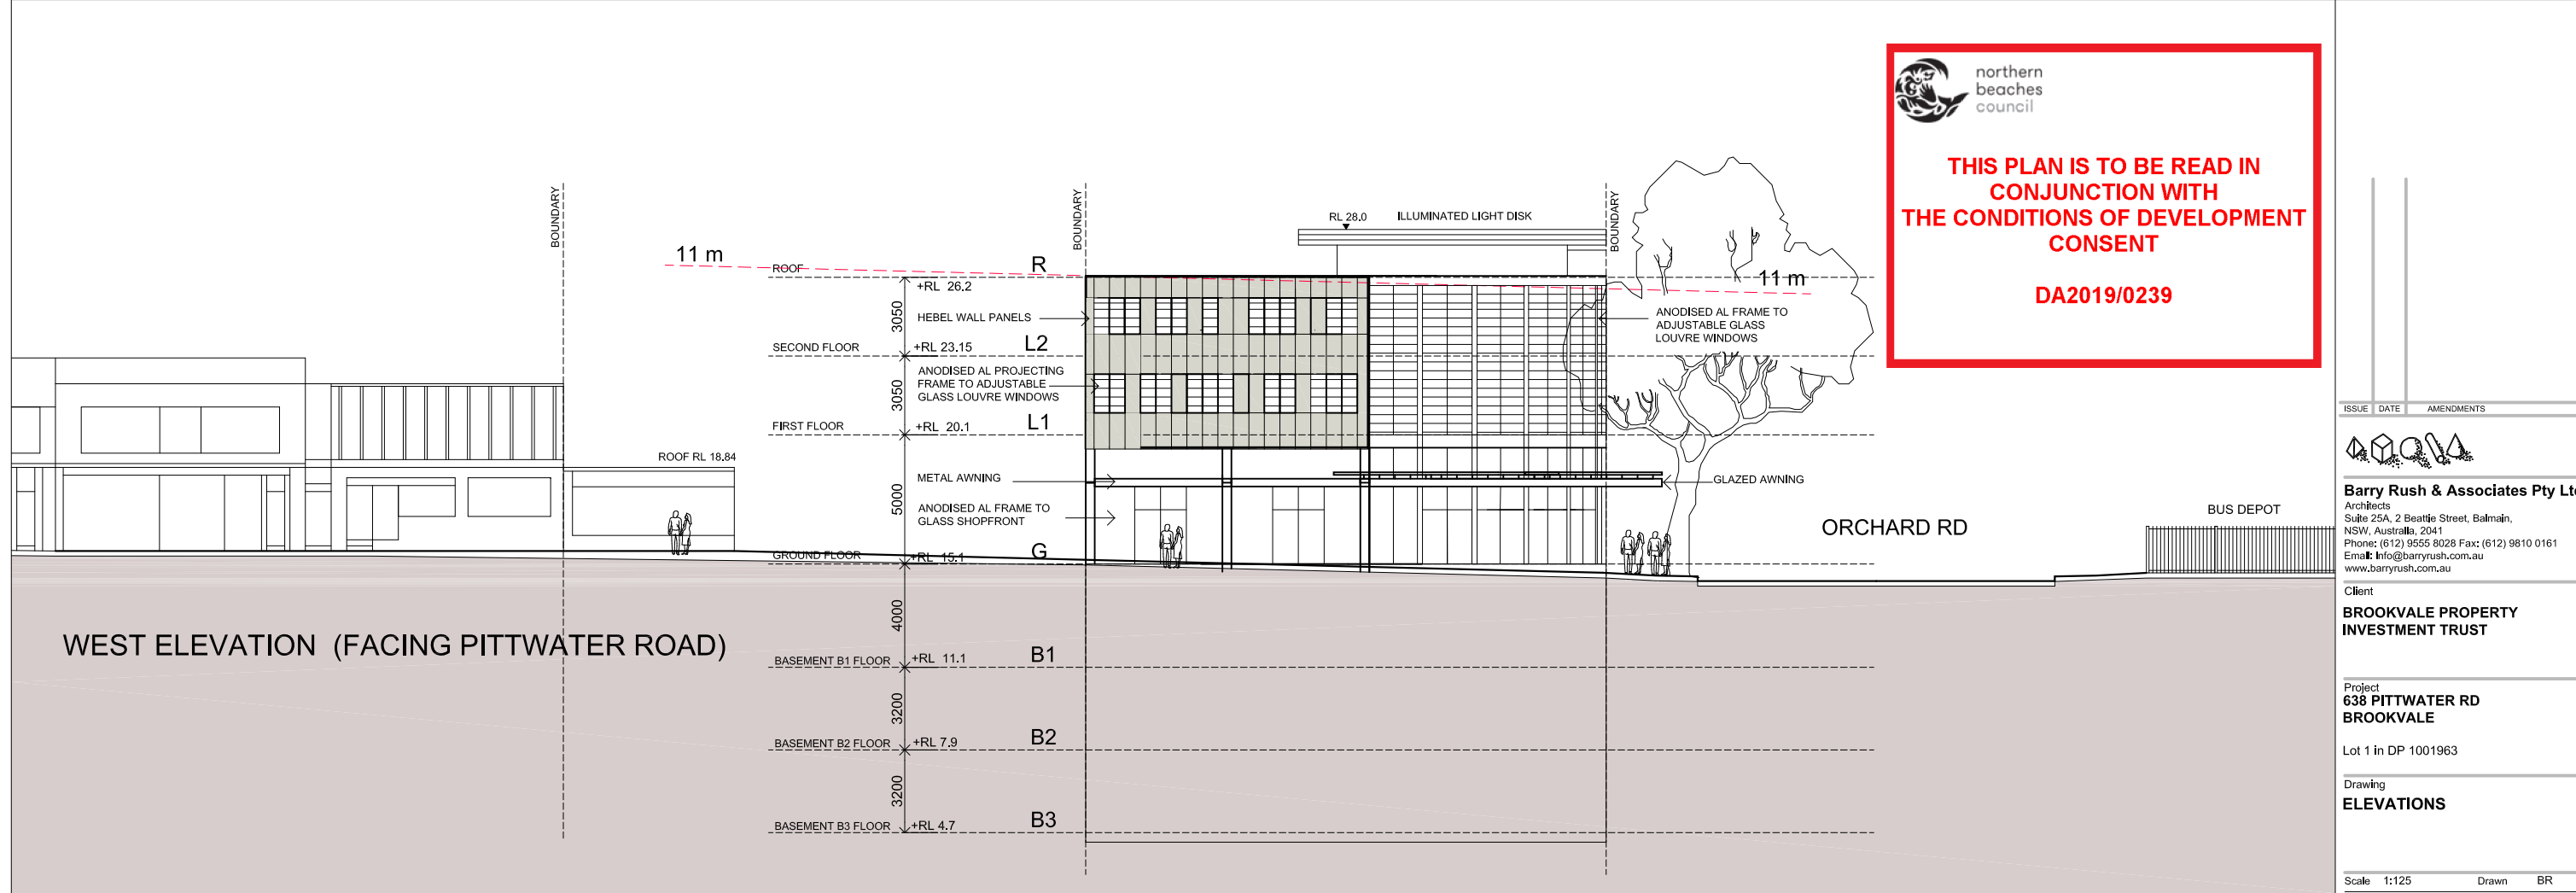 northern
beaches
council
THIS PLAN IS TO BE READ IN
CONJUNCTION WITH
THE CONDITIONS OF DEVELOPMENT
CONSENT
DA2019/0239
BOUNDARY
BOUNDARY
BOUNDARY
RL 28.0
ILLUMINATED LIGHT DISK
11 m
ROOF
R
+RL 26.2
11 m
3050
HEBEL WALL PANELS
ANODISED AL FRAME TO
ADJUSTABLE GLASS
LOUVRE WINDOWS
SECOND FLOOR
+RL 23.15
L2
ANODISED AL PROJECTING
FRAME TO ADJUSTABLE
GLASS LOUVRE WINDOWS
3050
FIRST FLOOR
+RL 20.1
L1
ROOF RL 18.84
METAL AWNING
GLAZED AWNING
5000
ANODISED AL FRAME TO
GLASS SHOPFRONT
ORCHARD RD
BUS DEPOT
GROUND FLOOR
+RL 15.1
G
4000
WEST ELEVATION (FACING PITTWATER ROAD)
BASEMENT B1 FLOOR
+RL 11.1
B1
3200
BASEMENT B2 FLOOR
+RL 7.9
B2
3200
BASEMENT B3 FLOOR
+RL 4.7
B3
ISSUE DATE AMENDMENTS
Barry Rush & Associates Pty Lt
Architects
Suite 25A, 2 Beattie Street, Balmain,
NSW, Australia, 2041
Phone: (612) 9555 8028 Fax: (612) 9810 0161
Email: info@barryrush.com.au
www.barryrush.com.au
Client
BROOKVALE PROPERTY
INVESTMENT TRUST
Project
638 PITTWATER RD
BROOKVALE
Lot 1 in DP 1001963
Drawing
ELEVATIONS
Scale 1:125 Drawn BR